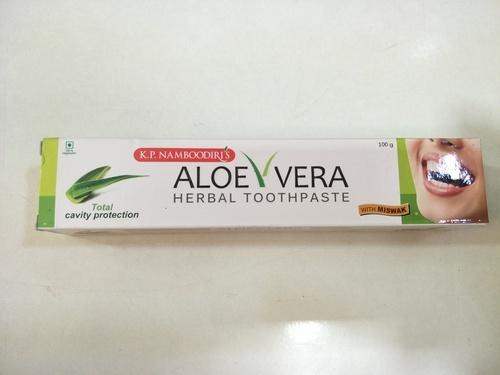 100 g
K.P. NAMBOODIRI'S
ALOE VERA
HERBAL TOOTHPASTE
Total
cavity protection
WITH MISWAK